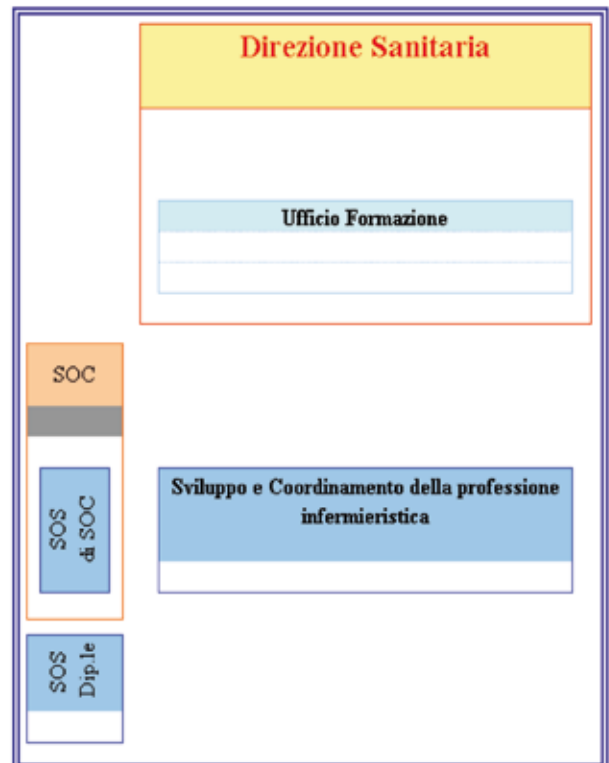 Direzione Sanitaria
Ufficio Formazione
SOC
SOS
di SOC
Sviluppo e Coordinamento della professione
infermieristica
SOS
Dip.le